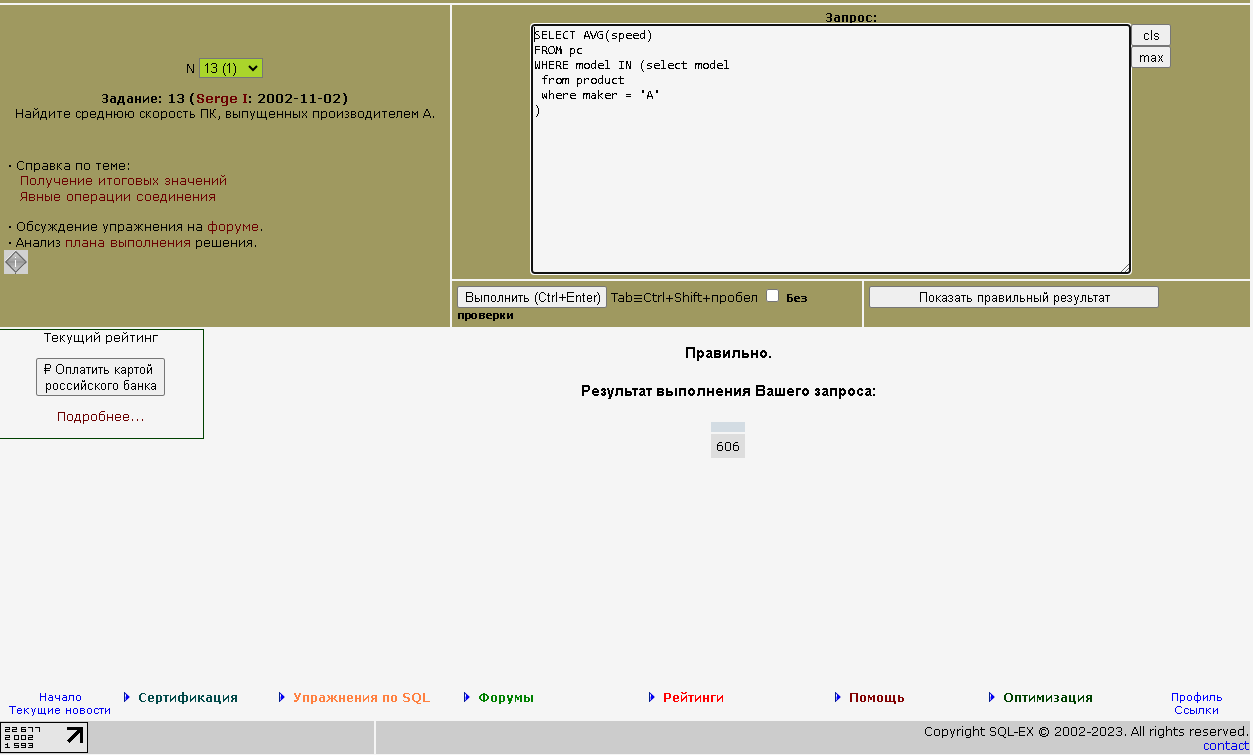 N 13 (1)
Задание: 13 (Serge I: 2002-11-02)
Найдите среднюю скорость ПК, выпущенных производителем A.
· Справка по теме:
Получение итоговых значений
Явные операции соединения
· Обсуждение упражнения на форуме.
· Анализ плана выполнения решения.
i
Запрос:
SELECT AVG(speed)
FROM pc
WHERE model IN (select model
from product
where maker = 'A'
)
cls
max
Выполнить (Ctrl+Enter) Tab≡Ctrl+Shift+пробел Без
проверки
Показать правильный результат
Текущий рейтинг
₽ Оплатить картой
российского банка
Подробнее...
Правильно.
Результат выполнения Вашего запроса:
606
Начало
Текущие новости
Сертификация
Упражнения по SQL
Форумы
Рейтинги
Помощь
Оптимизация
Профиль
Ссылки
22677
2002
1593
Copyright SQL-EX © 2002-2023. All rights reserved.
contact